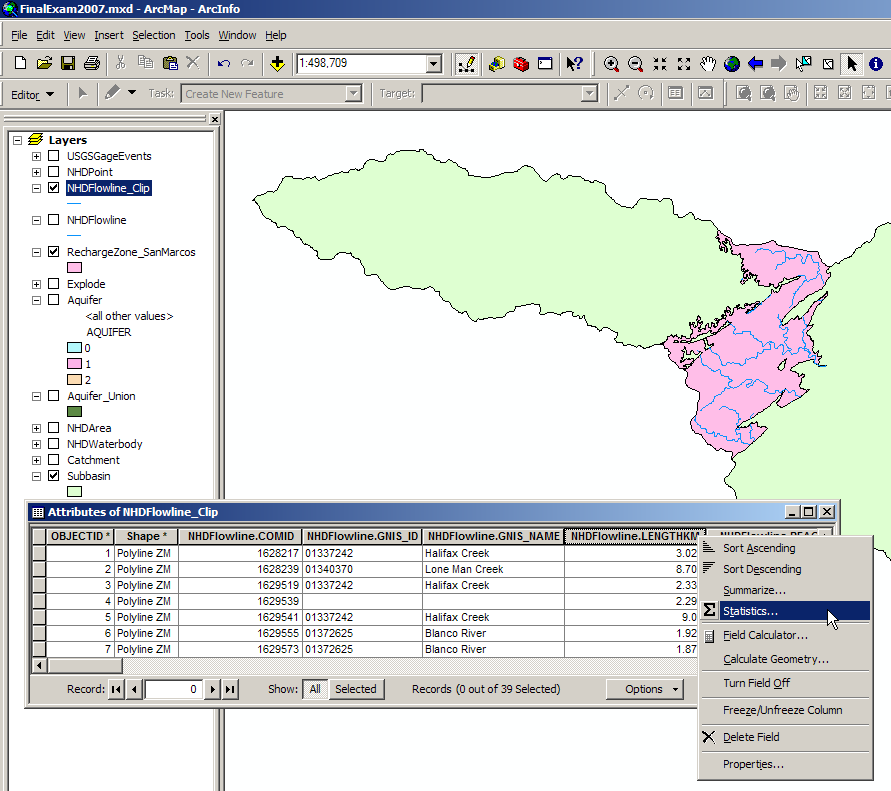 FinalExam2007.mxd - ArcMap - ArcInfo
File Edit View Insert Selection Tools Window Help
1:498,709
Editor Task: Create New Feature Target:
Layers
USGSGageEvents
NHDPoint
NHDFlowline_Clip
NHDFlowline
RechargeZone_SanMarcos
Explode
Aquifer
<all other values>
AQUIFER
0
1
2
Aquifer_Union
NHDArea
NHDWaterbody
Catchment
Subbasin
Attributes of NHDFlowline_Clip
OBJECTID * Shape * NHDFlowline.COMID NHDFlowline.GNIS_ID NHDFlowline.GNIS_NAME NHDFlowline.LENGTHKM
1 Polyline ZM 1628217 01337242 Halifax Creek 3.02
2 Polyline ZM 1628239 01340370 Lone Man Creek 8.70
3 Polyline ZM 1629519 01337242 Halifax Creek 2.33
4 Polyline ZM 1629539 2.29
5 Polyline ZM 1629541 01337242 Halifax Creek 9.0
6 Polyline ZM 1629555 01372625 Blanco River 1.92
7 Polyline ZM 1629573 01372625 Blanco River 1.87
Record: 0 Show: All Selected Records (0 out of 39 Selected) Options
Sort Ascending
Sort Descending
Summarize...
Statistics...
Field Calculator...
Calculate Geometry...
Turn Field Off
Freeze/Unfreeze Column
Delete Field
Properties...